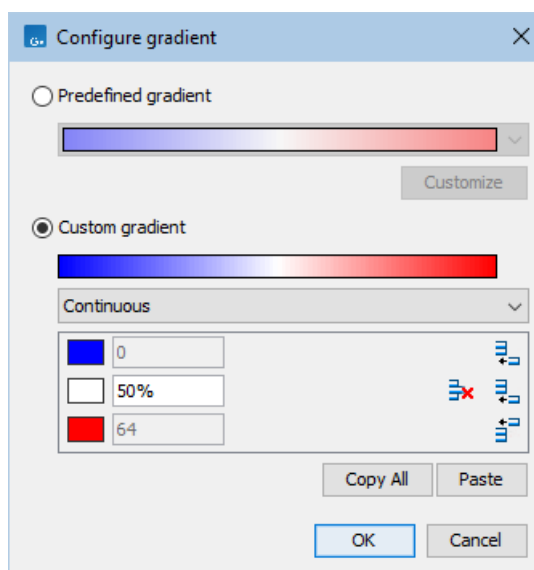 G
Configure gradient
Predefined gradient
Customize
Custom gradient
Continuous
0
50%
64
Copy All Paste
OK Cancel